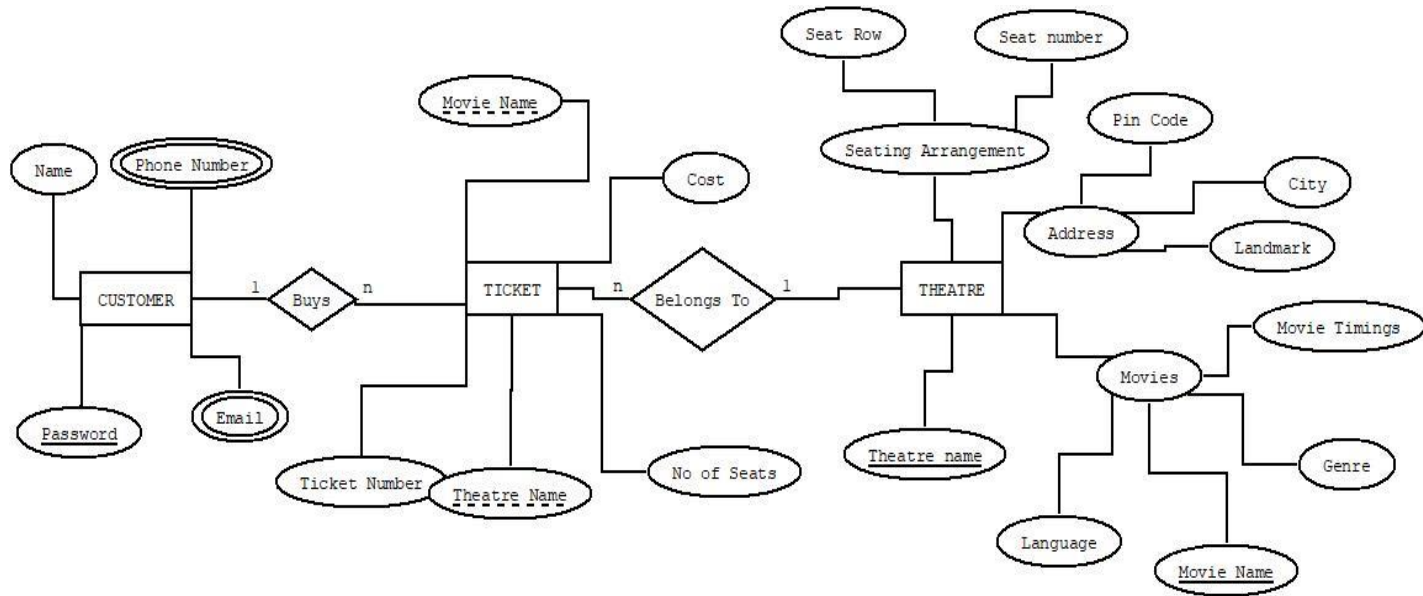 Seat Row
Seat number
Movie Name
Pin Code
Phone Number
Seating Arrangement
Name
Cost
City
Address
Landmark
CUSTOMER
1
Buys
n
TICKET
n
Belongs To
1
THEATRE
Movie Timings
Movies
Password
Email
Theatre name
Genre
Ticket Number
Theatre Name
No of Seats
Language
Movie Name